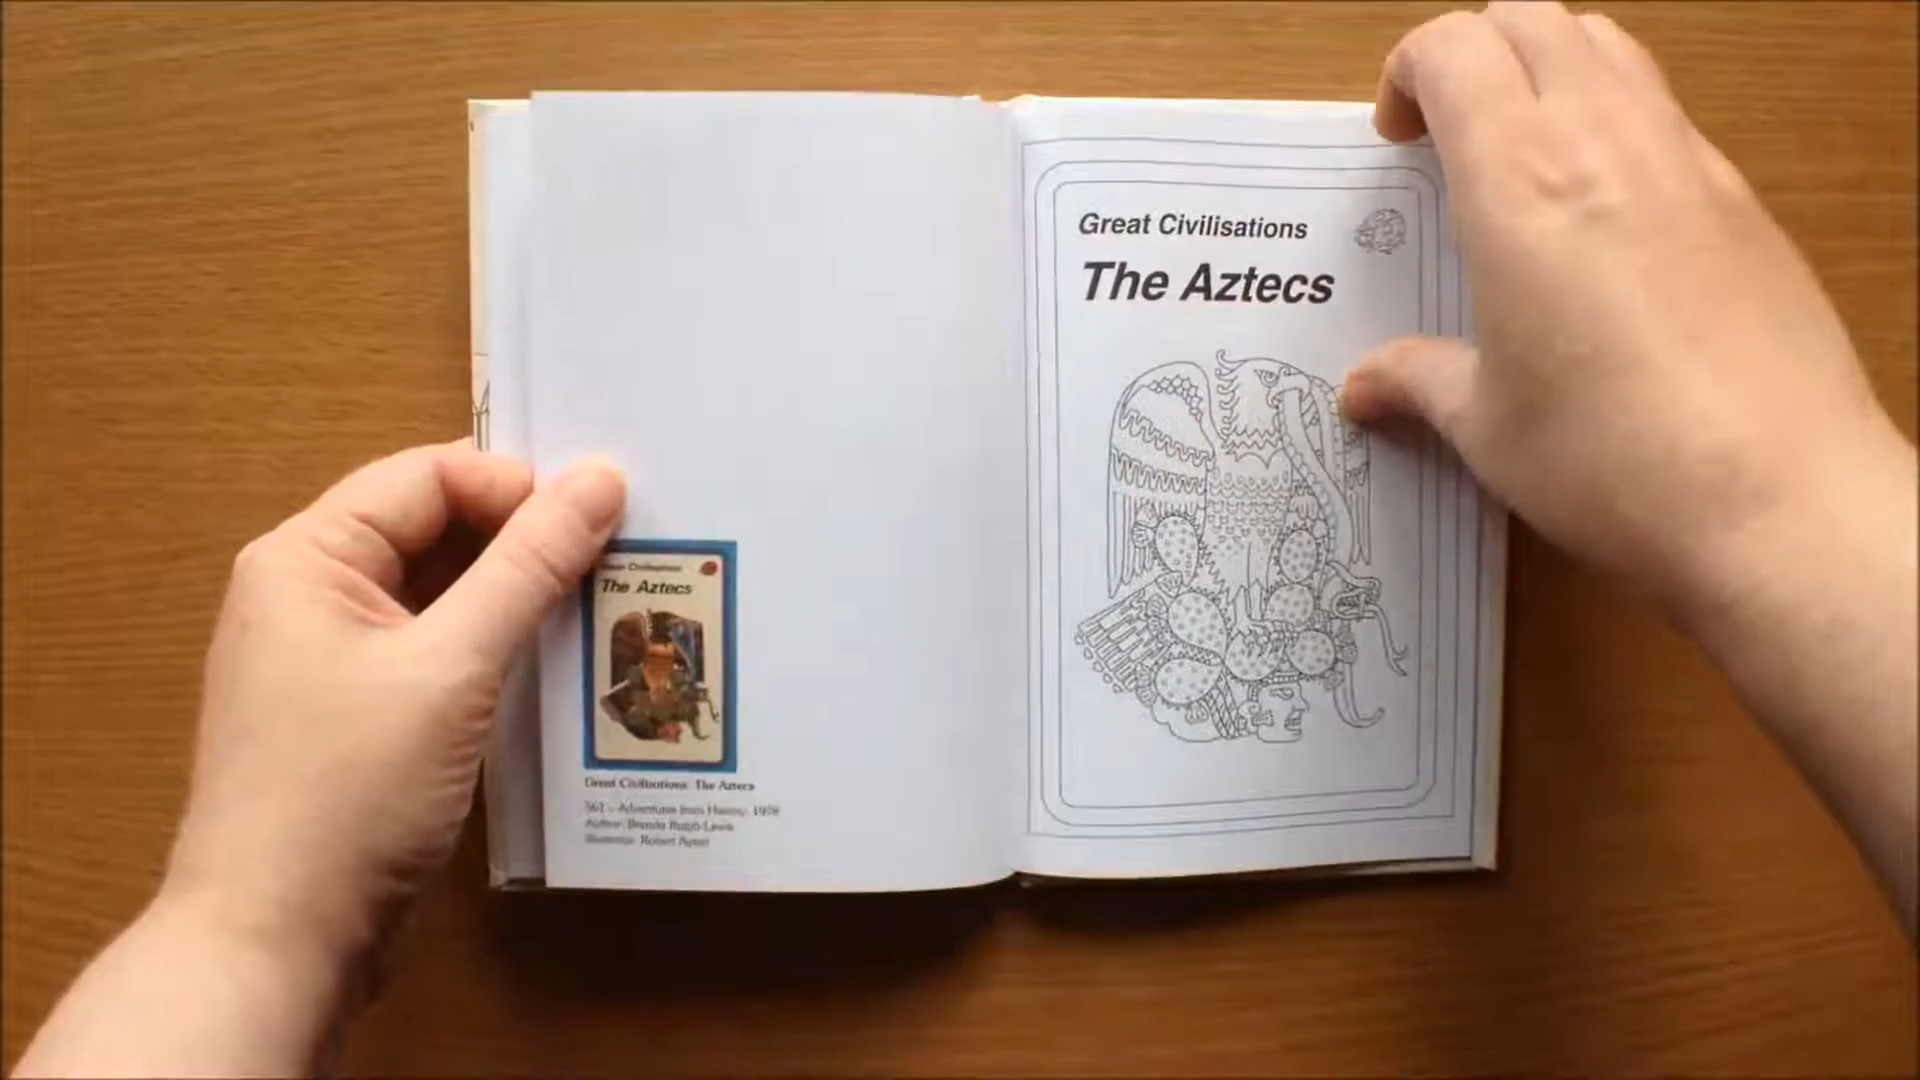 The Aztecs
Great Civilisations: The Aztecs
561 – Adventures from History, 1978
Author: Brenda Ralph Lewis
Illustrator: Robert Ayton
Great Civilisations
The Aztecs